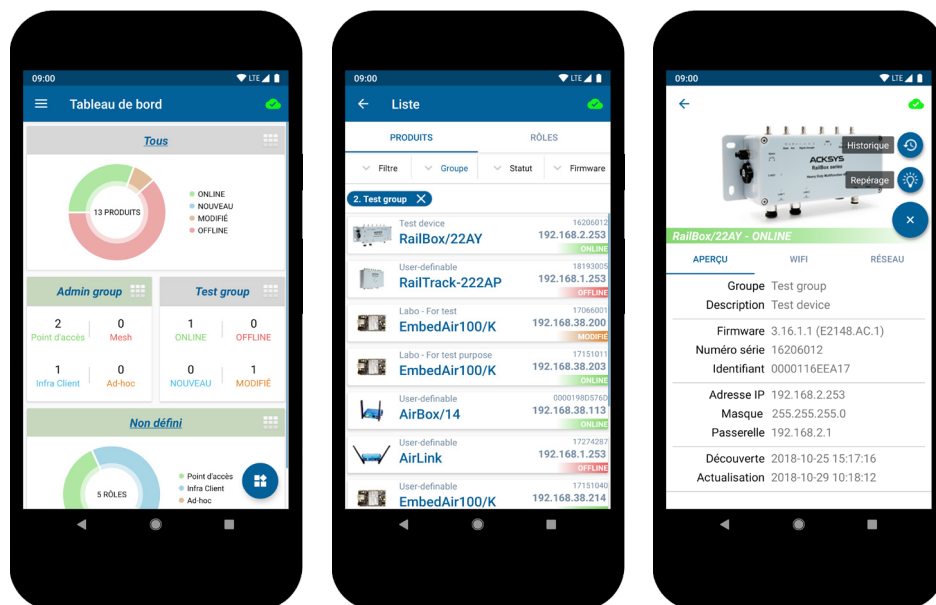 09:00
LTE
Tableau de bord
Tous
13 PRODUITS
ONLINE
NOUVEAU
MODIFIÉ
OFFLINE
Admin group
2
0
Point d'accès
Mesh
1
0
Infra Client
Ad-hoc
Test group
1
0
ONLINE
OFFLINE
0
1
NOUVEAU
MODIFIÉ
Non défini
5 RÔLES
Point d'accès
Infra Client
Ad-hoc
09:00
LTE
Liste
PRODUITS
RÔLES
Filtre
Groupe
Statut
Firmware
2. Test group
Test device
16206012
RailBox/22AY
192.168.2.253
ONLINE
User-definable
18193005
RailTrack-222AP
192.168.1.253
OFFLINE
Labo - For test
17066001
EmbedAir100/K
192.168.38.200
MODIFIÉ
Labo - For test purpose
17151011
EmbedAir100/K
192.168.38.203
ONLINE
User-definable
0000198D576D
AirBox/14
192.168.38.113
ONLINE
User-definable
17274287
AirLink
192.168.1.253
OFFLINE
User-definable
17151040
EmbedAir100/K
192.168.38.214
09:00
LTE
ACKSYS
RailBox series
Historique
Repérage
RailBox/22AY - ONLINE
APERÇU
WIFI
RÉSEAU
Groupe Test group
Description Test device
Firmware 3.16.1.1 (E2148.AC.1)
Numéro série 16206012
Identifiant 0000116EEA17
Adresse IP 192.168.2.253
Masque 255.255.255.0
Passerelle 192.168.2.1
Découverte 2018-10-25 15:17:16
Actualisation 2018-10-29 10:18:12